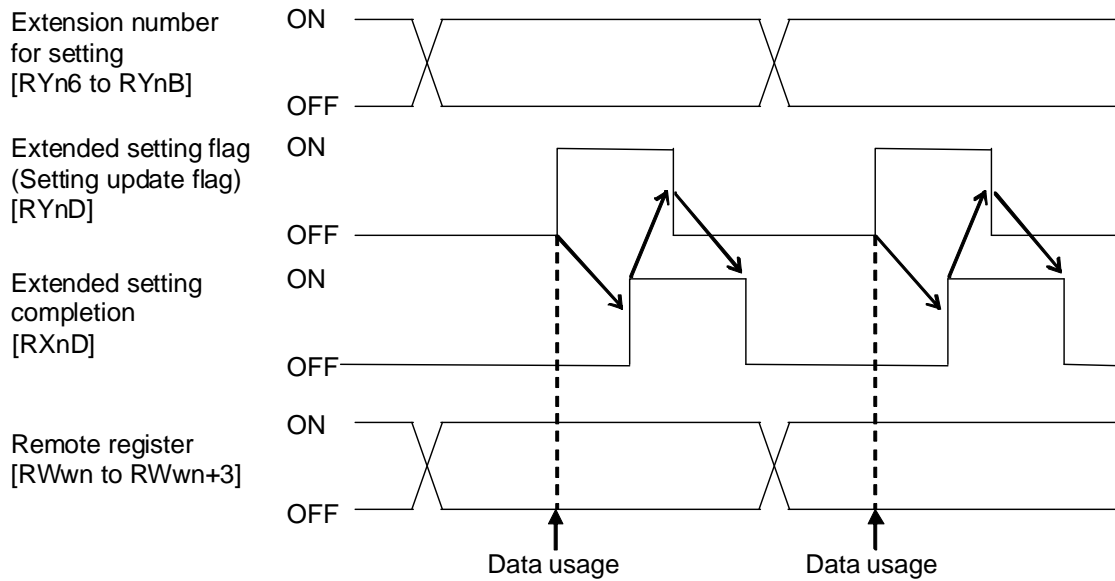 Extension number
for setting
[RYn6 to RYnB]
ON
OFF
Extended setting flag
(Setting update flag)
[RYnD]
ON
OFF
Extended setting
completion
[RXnD]
ON
OFF
Remote register
[RWwn to RWwn+3]
ON
OFF
Data usage
Data usage